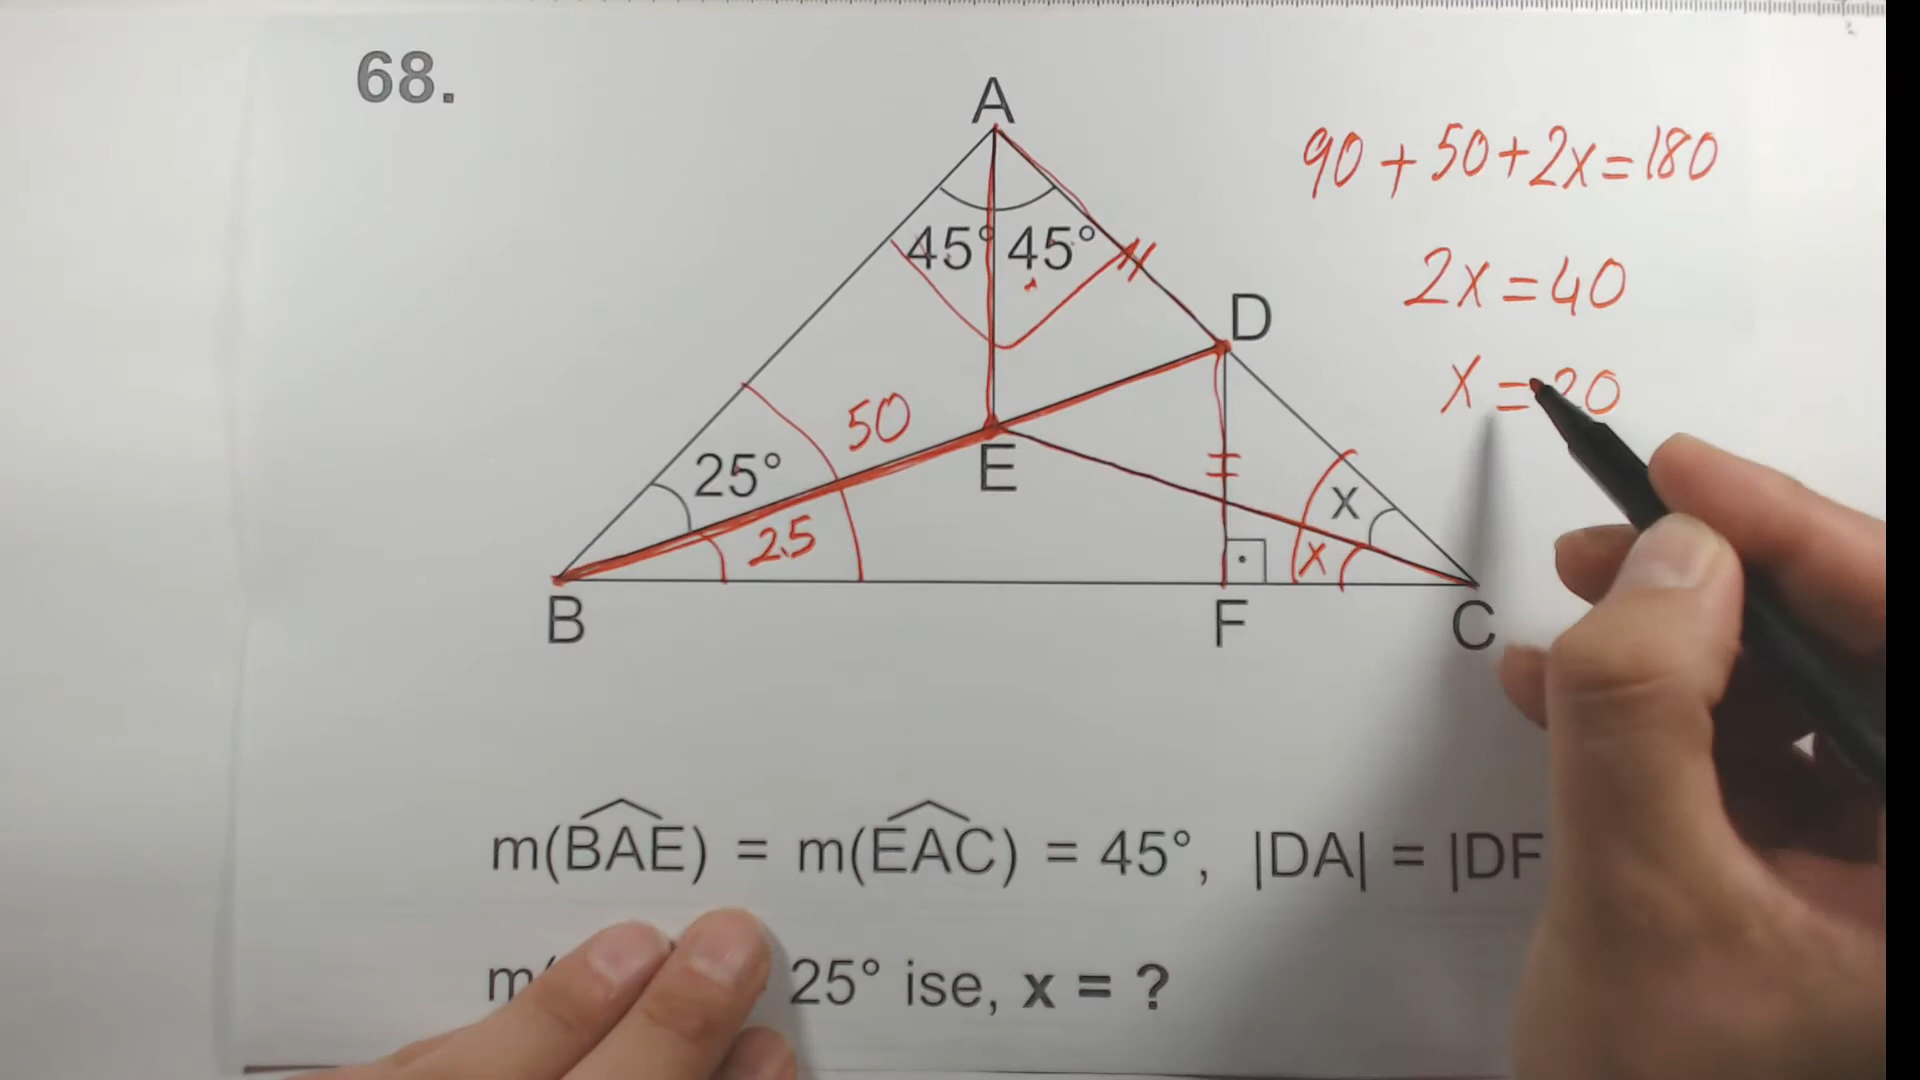 68.
A
90 + 50 + 2x = 180
45° 45°
2x = 40
D
x = 20
50
25°
E
x
25
x
B
F
C
m(BAE) = m(EAC) = 45°, |DA| = |DF
m( 25° ise, x = ?